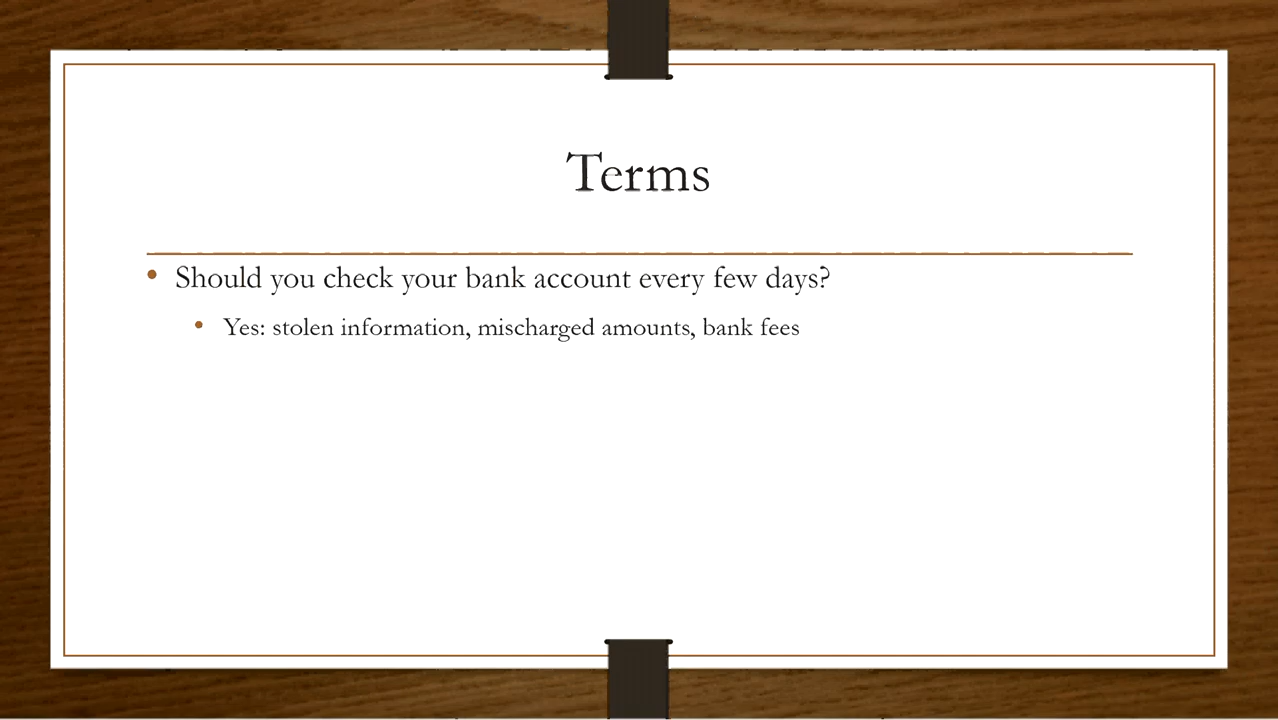 Terms
Should you check your bank account every few days?
Yes: stolen information, mischarged amounts, bank fees